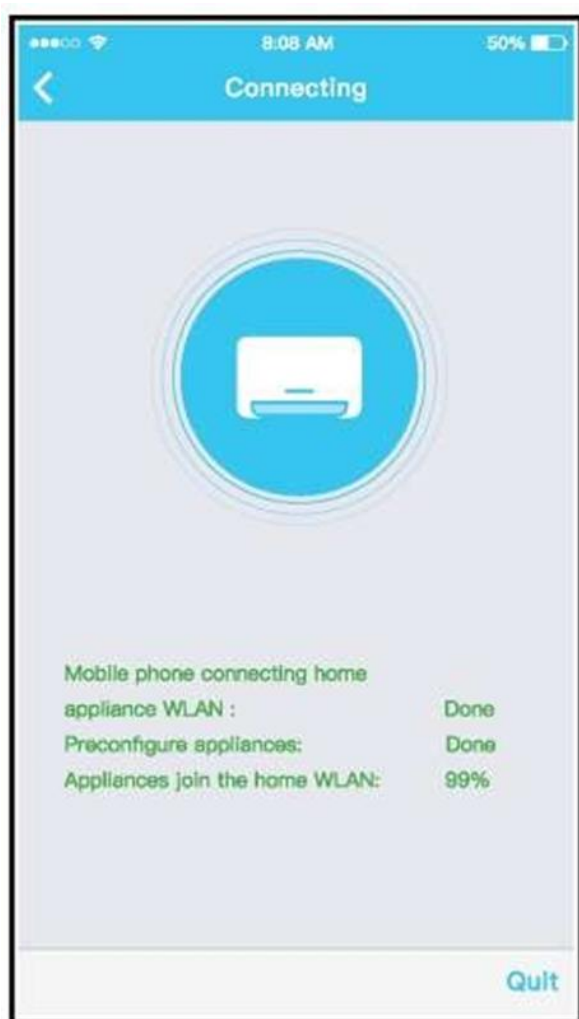 8:08 AM 50%
Connecting
Mobile phone connecting home
appliance WLAN : Done
Preconfigure appliances: Done
Appliances join the home WLAN: 99%
Quit